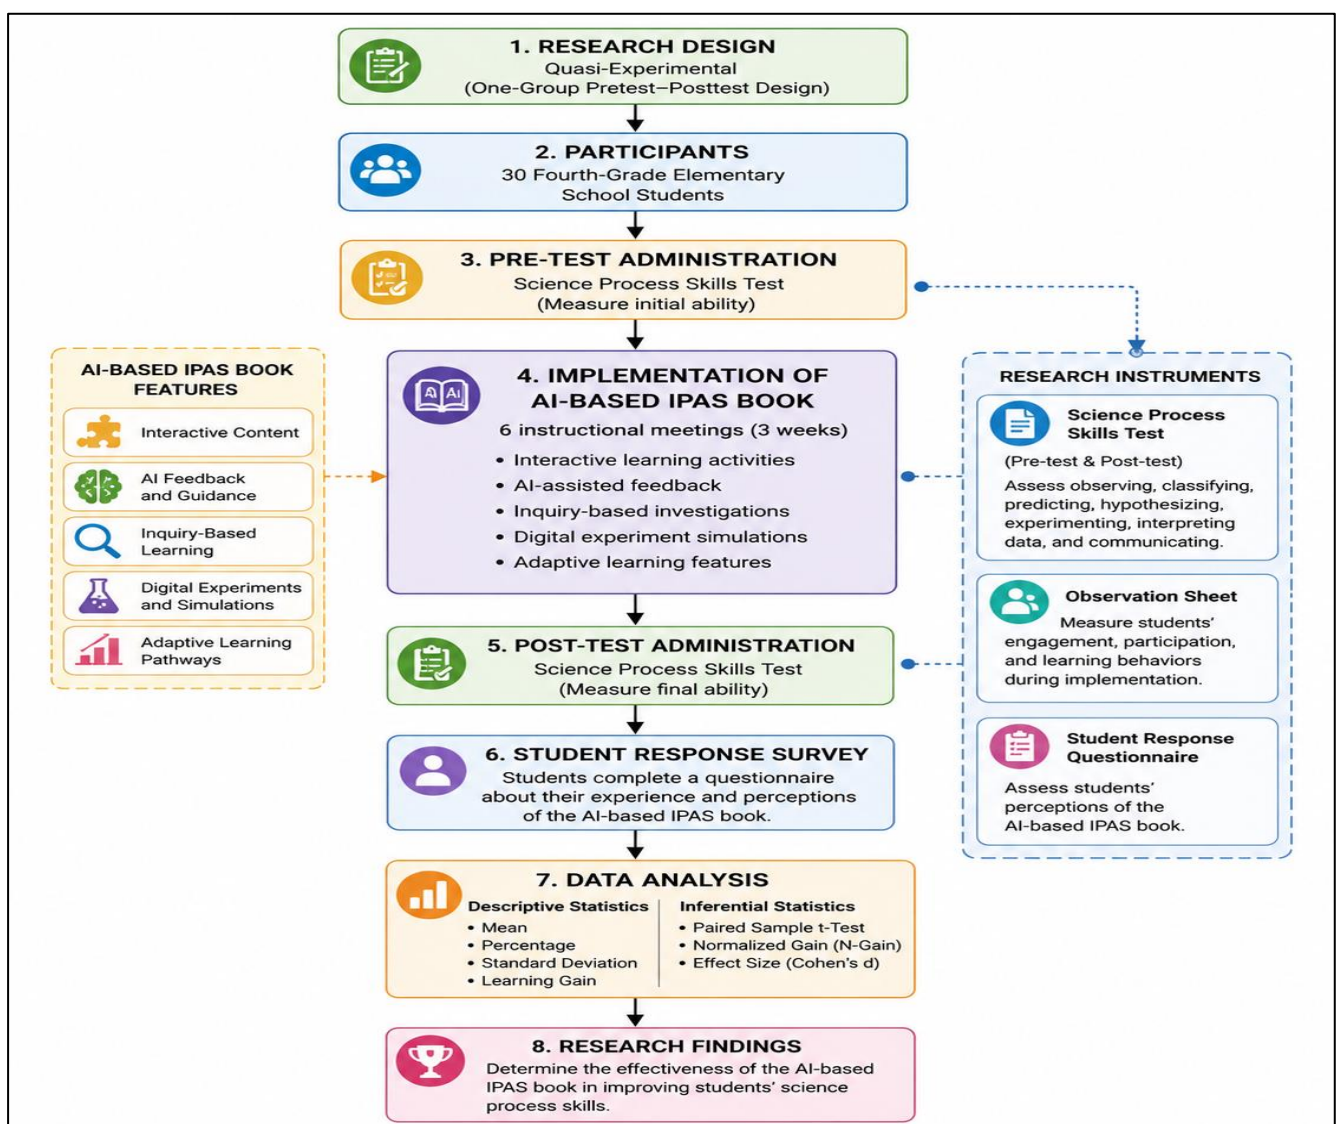 1. RESEARCH DESIGN
Quasi-Experimental
(One-Group Pretest–Posttest Design)
2. PARTICIPANTS
30 Fourth-Grade Elementary
School Students
3. PRE-TEST ADMINISTRATION
Science Process Skills Test
(Measure initial ability)
AI-BASED IPAS BOOK
FEATURES
Interactive Content
AI Feedback
and Guidance
Inquiry-Based
Learning
Digital Experiments
and Simulations
Adaptive Learning
Pathways
AI
4. IMPLEMENTATION OF
AI-BASED IPAS BOOK
6 instructional meetings (3 weeks)
• Interactive learning activities
• AI-assisted feedback
• Inquiry-based investigations
• Digital experiment simulations
• Adaptive learning features
RESEARCH INSTRUMENTS
Science Process
Skills Test
(Pre-test & Post-test)
Assess observing, classifying,
predicting, hypothesizing,
experimenting, interpreting
data, and communicating.
Observation Sheet
Measure students’
engagement, participation,
and learning behaviors
during implementation.
Student Response
Questionnaire
Assess students’
perceptions of the
AI-based IPAS book.
5. POST-TEST ADMINISTRATION
Science Process Skills Test
(Measure final ability)
6. STUDENT RESPONSE SURVEY
Students complete a questionnaire
about their experience and perceptions
of the AI-based IPAS book.
7. DATA ANALYSIS
Descriptive Statistics
• Mean
• Percentage
• Standard Deviation
• Learning Gain
Inferential Statistics
• Paired Sample t-Test
• Normalized Gain (N-Gain)
• Effect Size (Cohen’s d)
8. RESEARCH FINDINGS
Determine the effectiveness of the AI-based
IPAS book in improving students’ science
process skills.